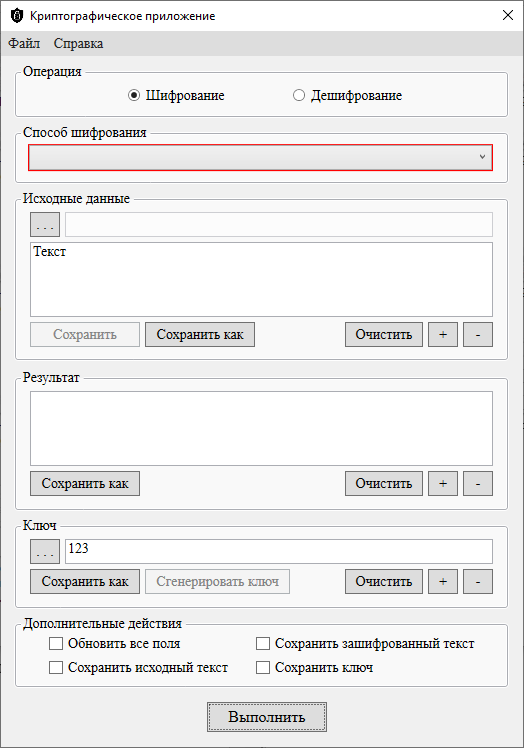 Криптографическое приложение
Файл Справка
Операция
Шифрование Дешифрование
Способ шифрования
Исходные данные
. . .
Текст
Сохранить Сохранить как Очистить + -
Результат
Сохранить как Очистить + -
Ключ
. . . 123
Сохранить как Сгенерировать ключ Очистить + -
Дополнительные действия
Обновить все поля Сохранить зашифрованный текст
Сохранить исходный текст Сохранить ключ
Выполнить